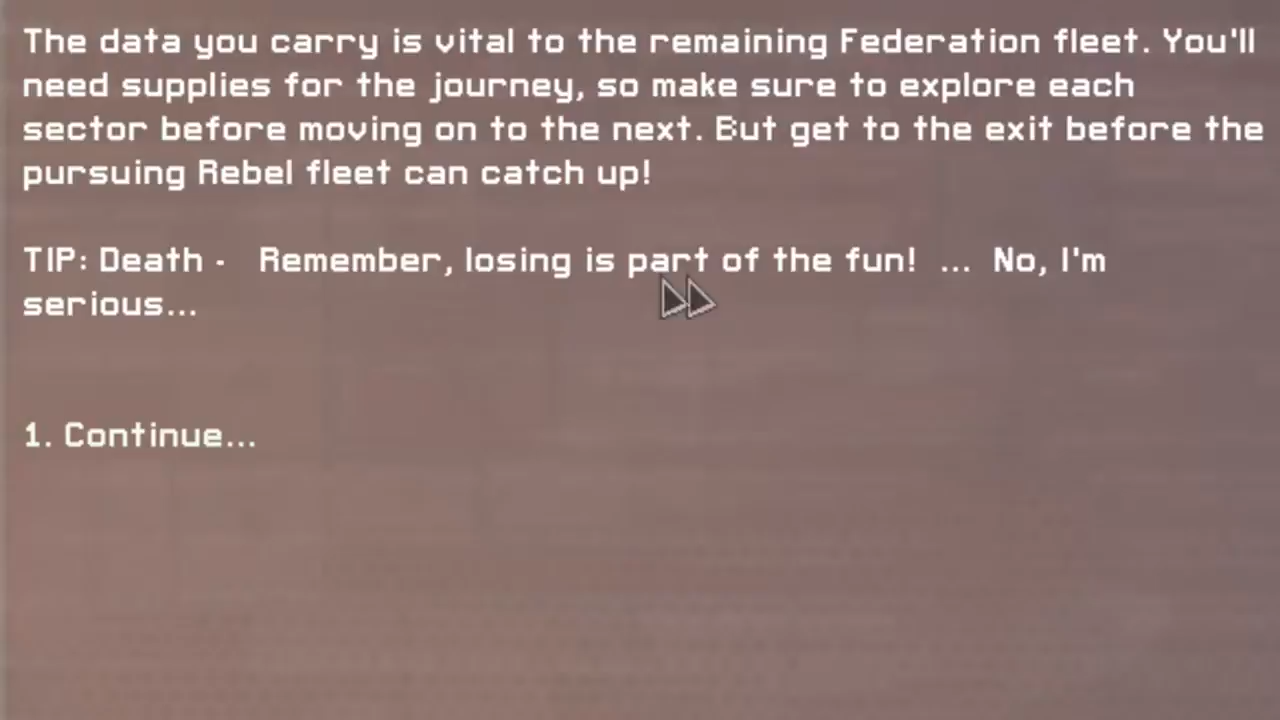 The data you carry is vital to the remaining Federation fleet. You'll
need supplies for the journey, so make sure to explore each
sector before moving on to the next. But get to the exit before the
pursuing Rebel fleet can catch up!
TIP: Death -  Remember, losing is part of the fun!  ...  No, I'm
serious...
1. Continue...